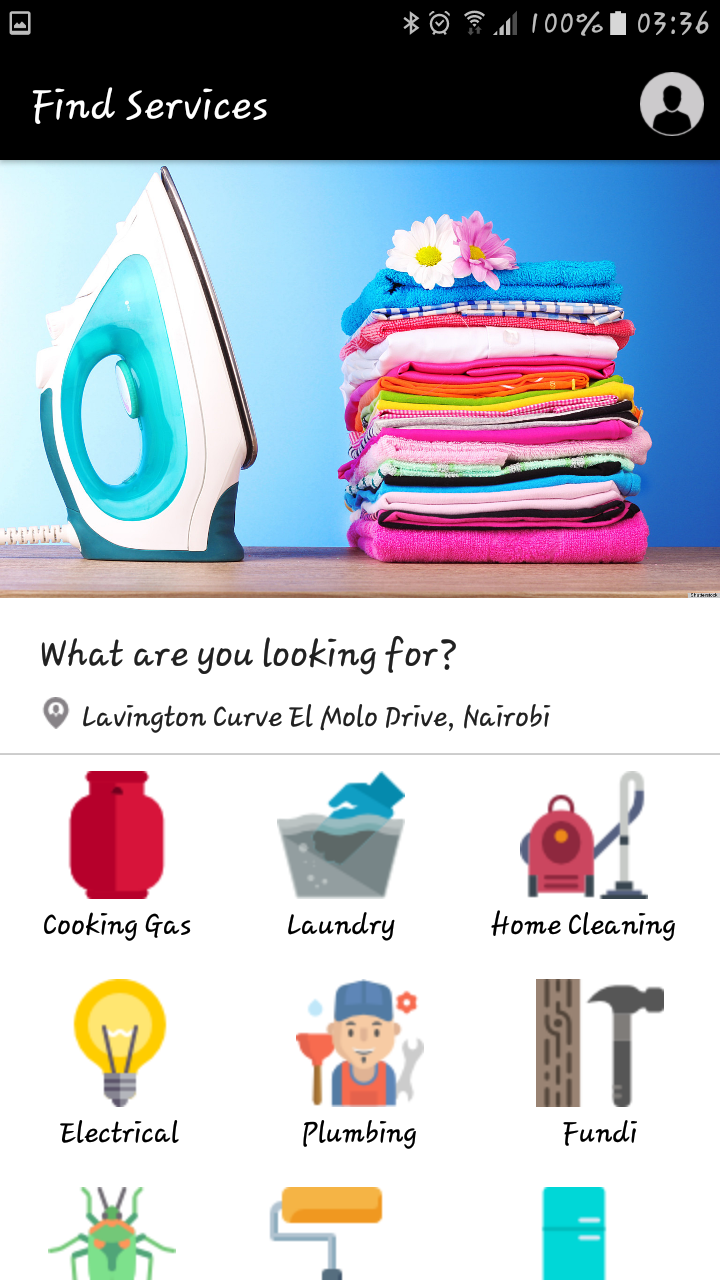 100% 03:36
Find Services
Shutterstock
What are you looking for?
Lavington Curve El Molo Drive, Nairobi
Cooking Gas
Laundry
Home Cleaning
Electrical
Plumbing
Fundi